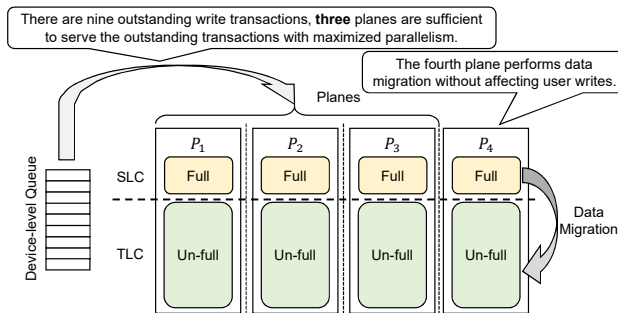 There are nine outstanding write transactions, three planes are sufficient
to serve the outstanding transactions with maximized parallelism.
The fourth plane performs data
migration without affecting user writes.
Planes
P1 P2 P3 P4
Device-level Queue
SLC Full Full Full Full
Data
Migration
TLC Un-full Un-full Un-full Un-full